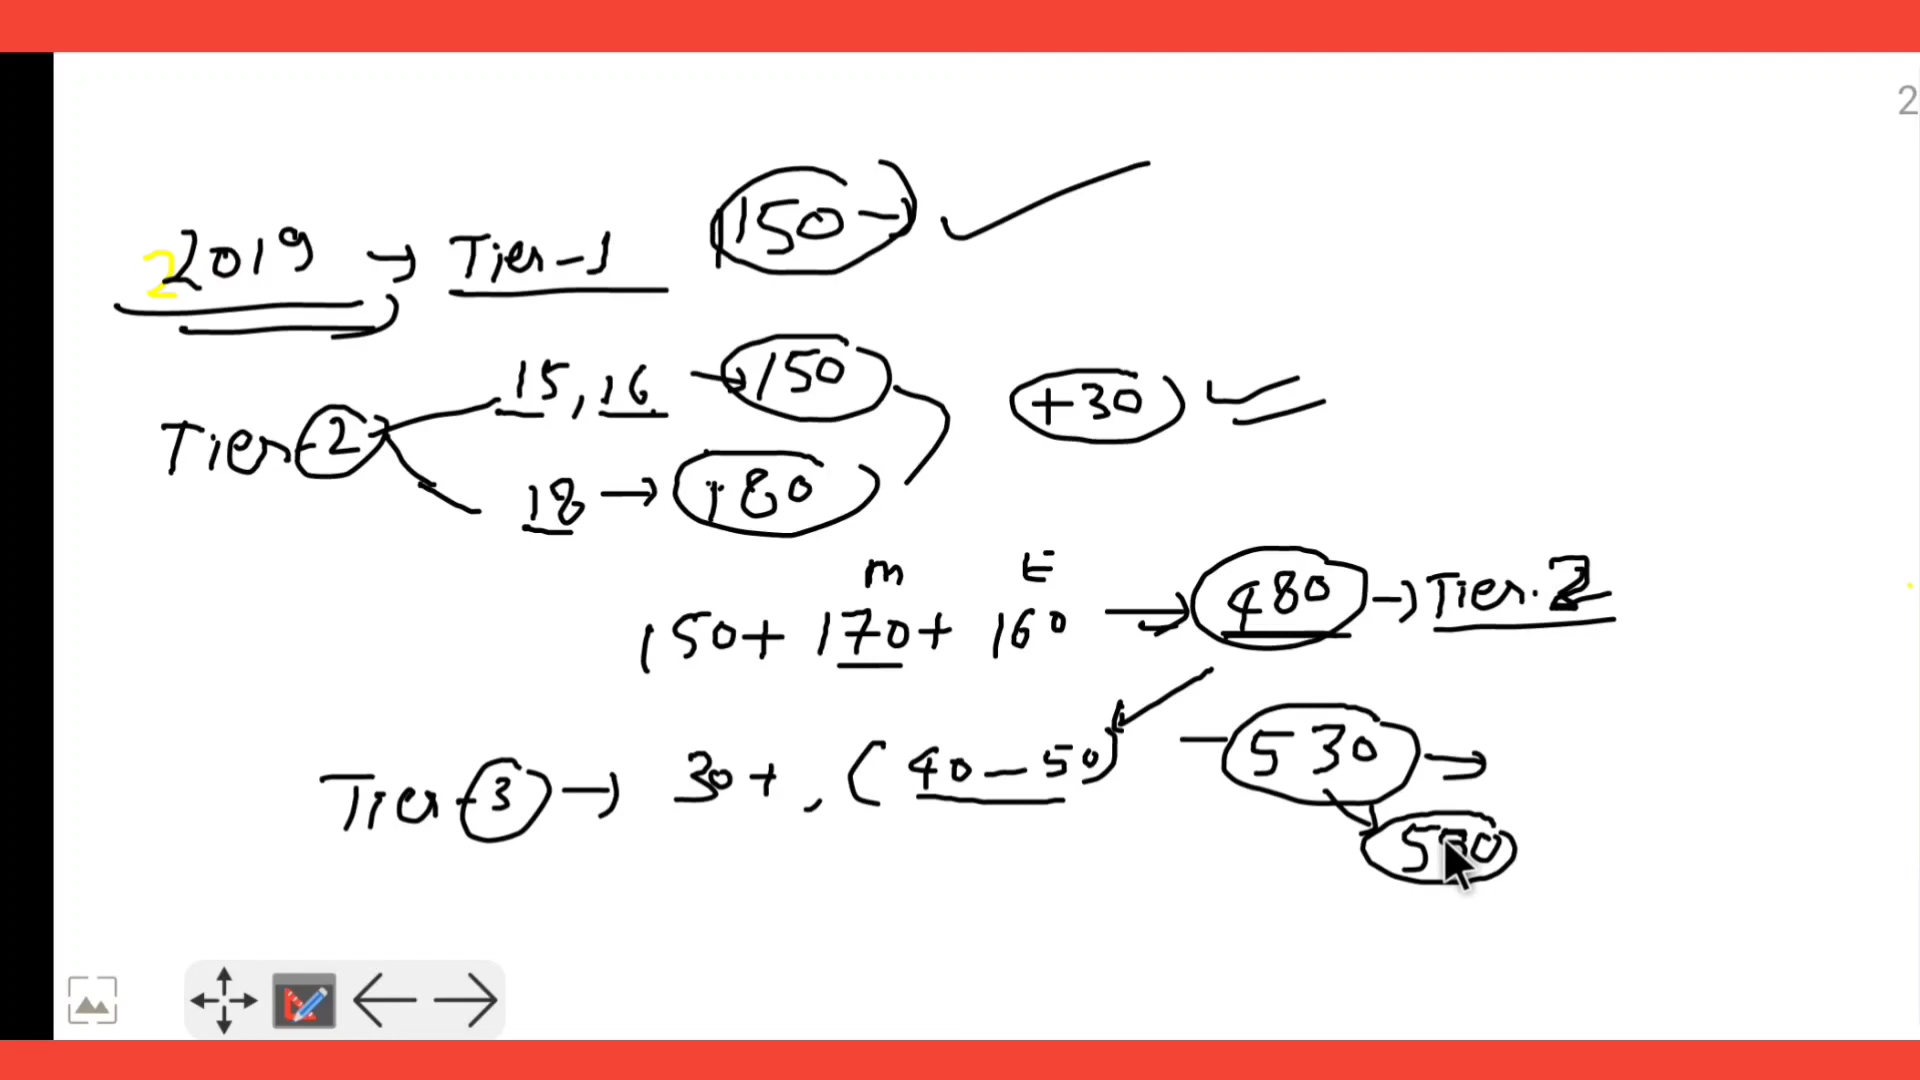 2
2019 → Tier-1 150 →
15, 16 → 150 +30
Tier-2
18 → 180
m E
150+ 170+ 160 → 480 → Tier.2
Tier-3 → 30+, (40-50) - 530 →